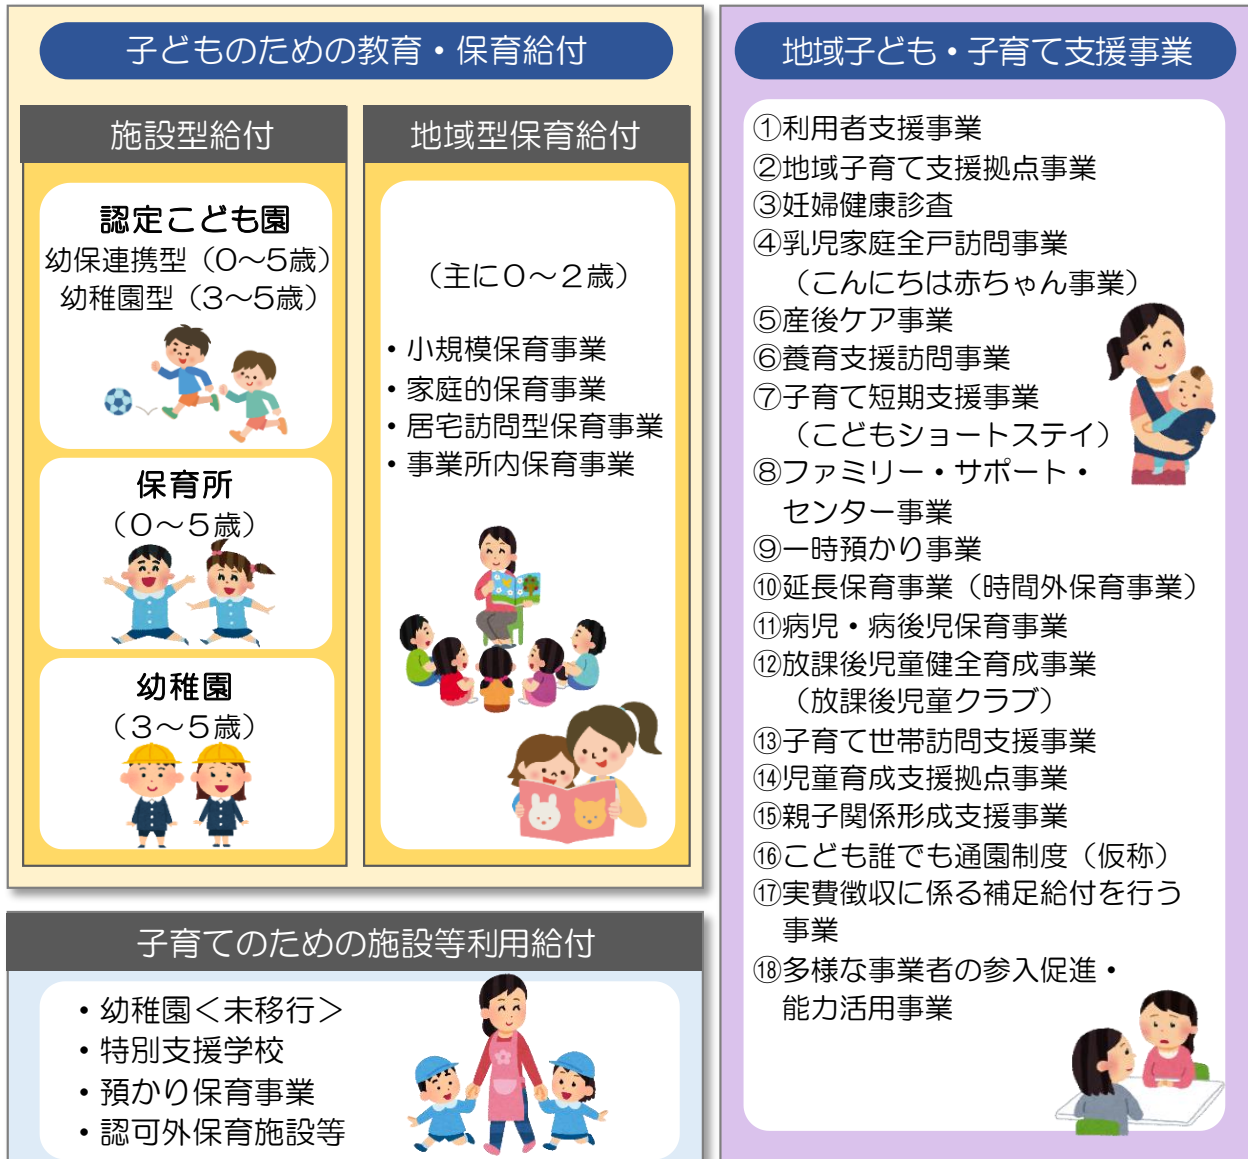 子どものための教育・保育給付
施設型給付
認定こども園
幼保連携型（0～5歳）
幼稚園型（3～5歳）
保育所
（0～5歳）
幼稚園
（3～5歳）
地域型保育給付
（主に0～2歳）
・小規模保育事業
・家庭的保育事業
・居宅訪問型保育事業
・事業所内保育事業
子育てのための施設等利用給付
・幼稚園＜未移行＞
・特別支援学校
・預かり保育事業
・認可外保育施設等
地域子ども・子育て支援事業
①利用者支援事業
②地域子育て支援拠点事業
③妊婦健康診査
④乳児家庭全戸訪問事業
（こんにちは赤ちゃん事業）
⑤産後ケア事業
⑥養育支援訪問事業
⑦子育て短期支援事業
（こどもショートステイ）
⑧ファミリー・サポート・
センター事業
⑨一時預かり事業
⑩延長保育事業（時間外保育事業）
⑪病児・病後児保育事業
⑫放課後児童健全育成事業
（放課後児童クラブ）
⑬子育て世帯訪問支援事業
⑭児童育成支援拠点事業
⑮親子関係形成支援事業
⑯こども誰でも通園制度（仮称）
⑰実費徴収に係る補足給付を行う
事業
⑱多様な事業者の参入促進・
能力活用事業